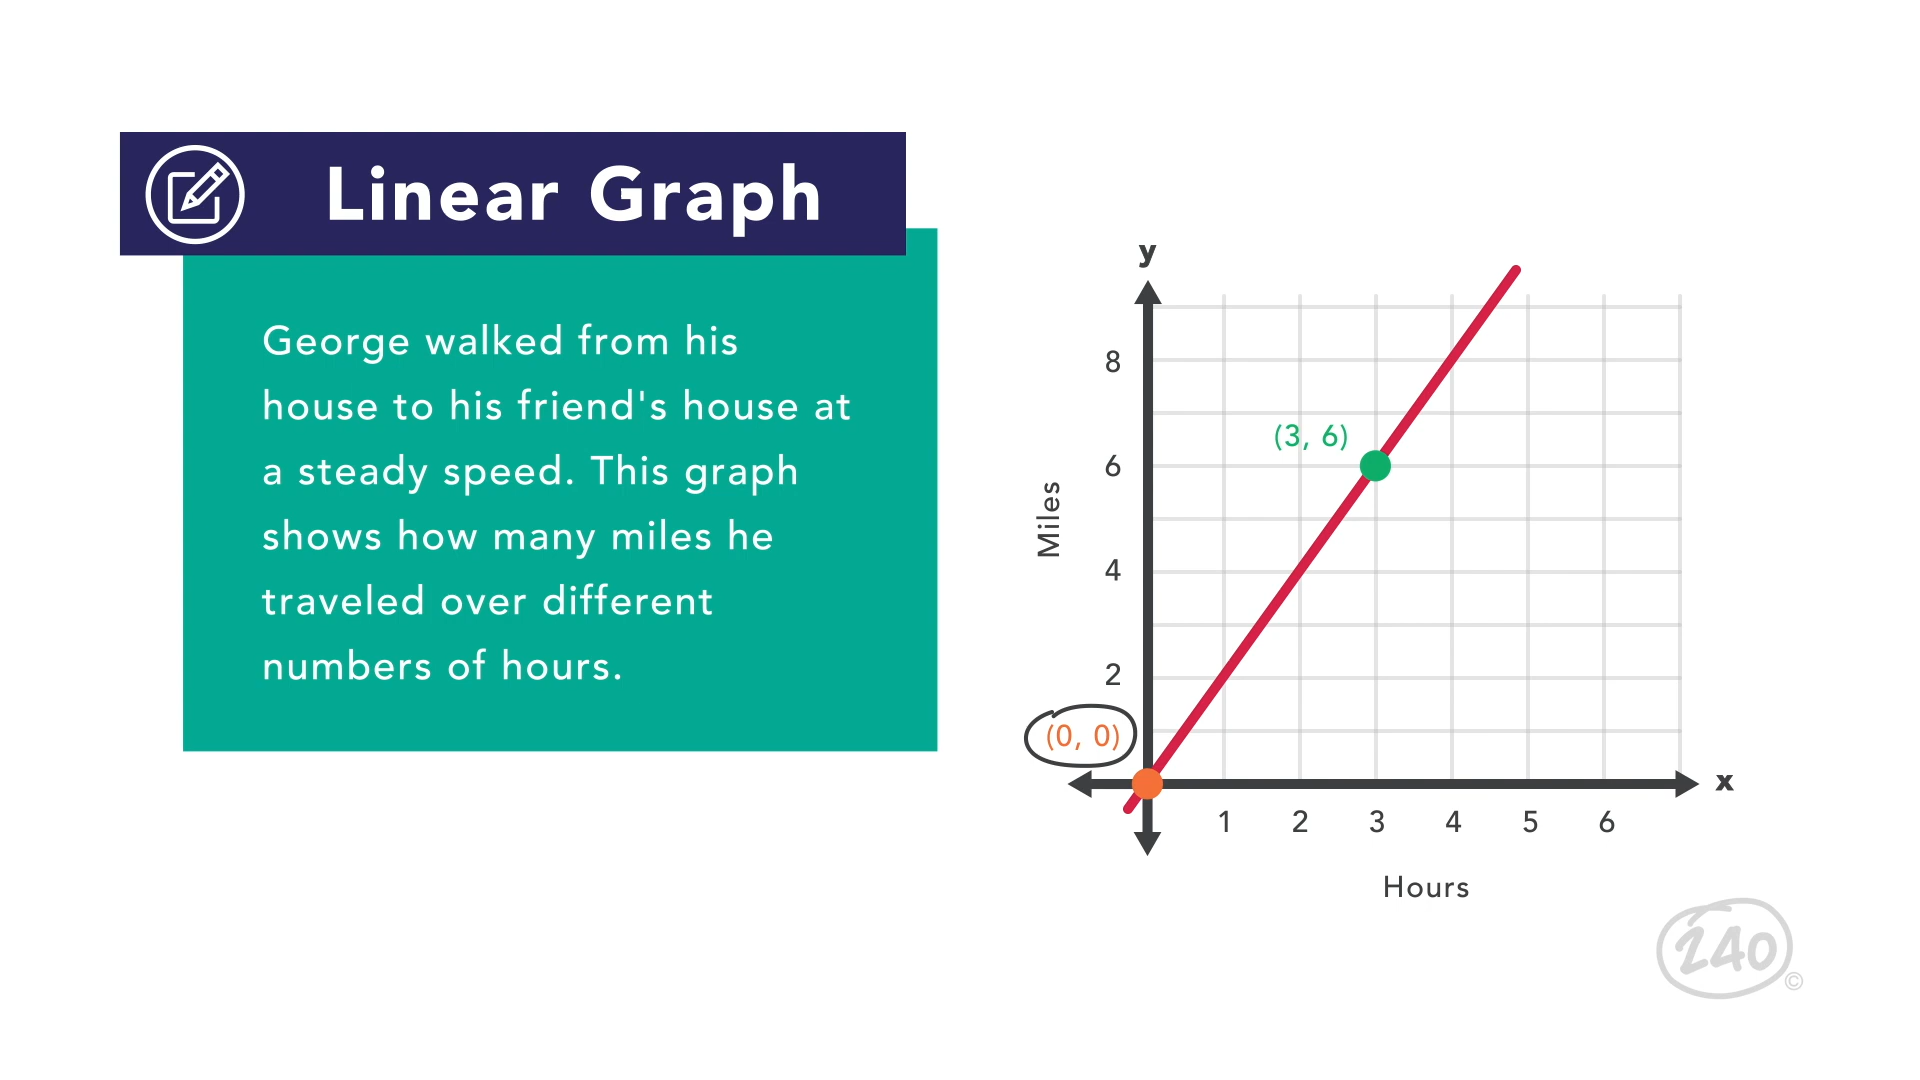 Linear Graph
George walked from his
house to his friend's house at
a steady speed. This graph
shows how many miles he
traveled over different
numbers of hours.
y
8
(3, 6)
6
Miles
4
2
(0, 0)
x
1 2 3 4 5 6
Hours
240
©